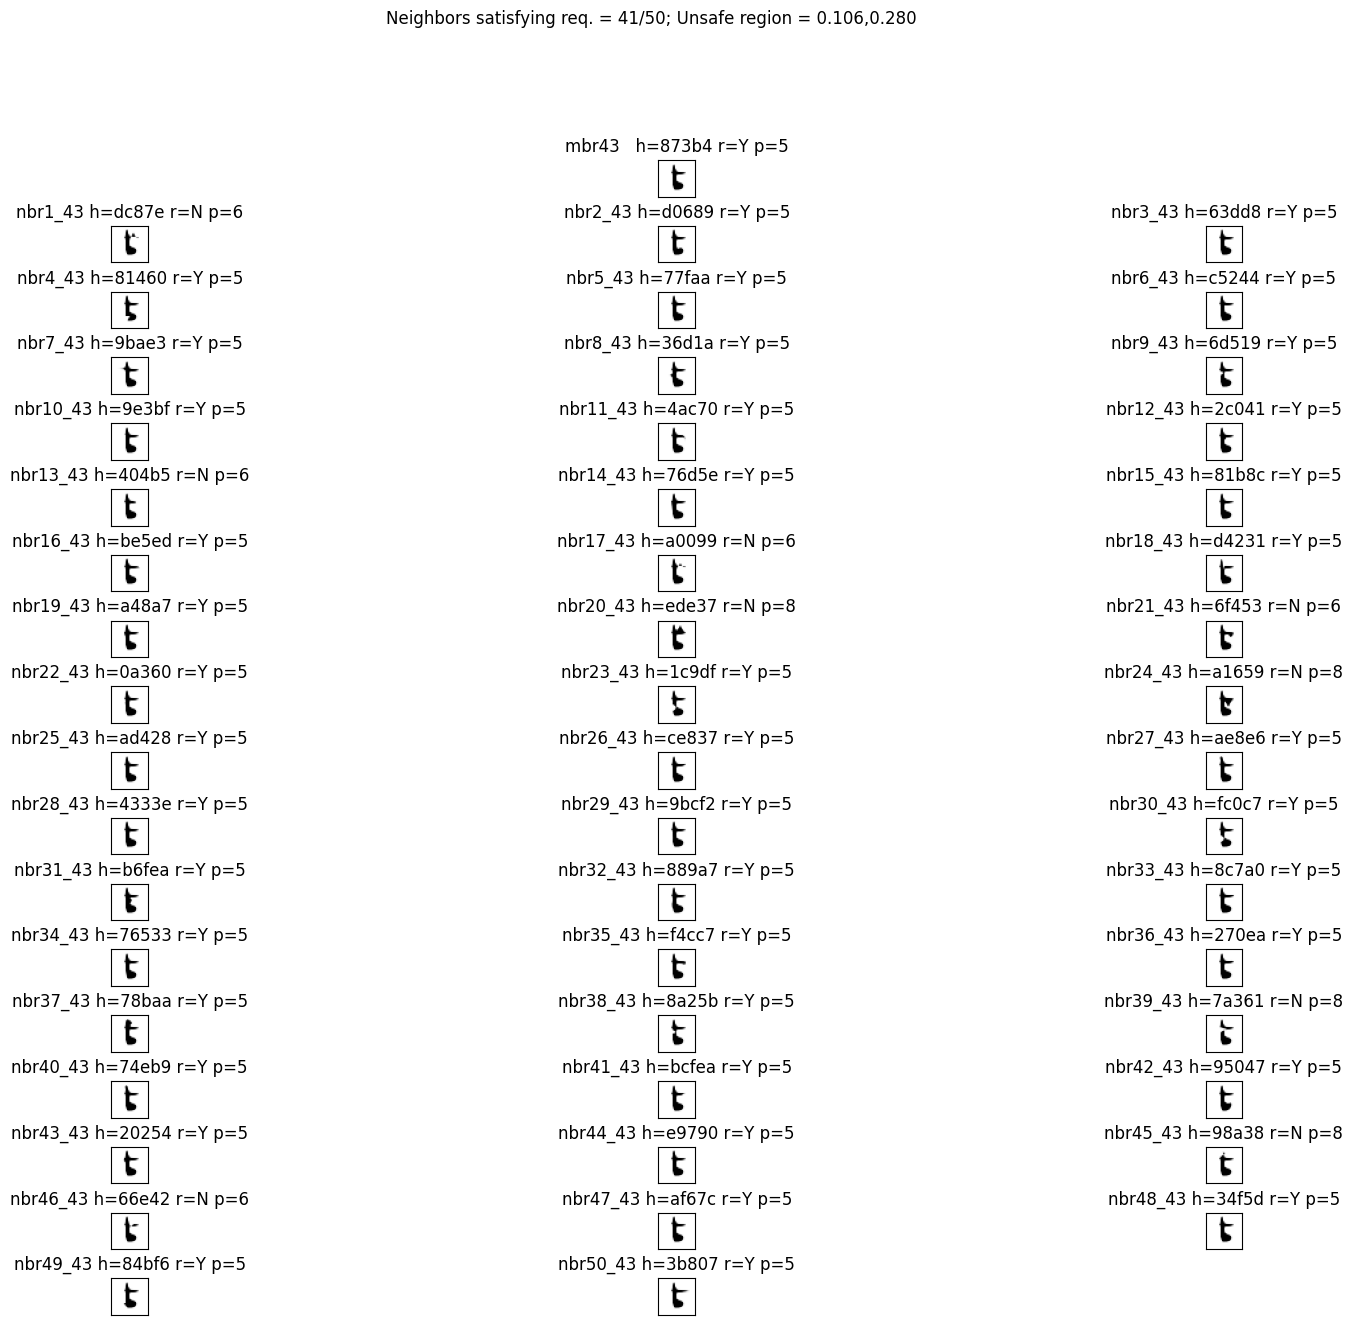 Neighbors satisfying req. = 41/50; Unsafe region = 0.106,0.280
mbr43   h=873b4 r=Y p=5
nbr1_43 h=dc87e r=N p=6 nbr2_43 h=d0689 r=Y p=5 nbr3_43 h=63dd8 r=Y p=5
nbr4_43 h=81460 r=Y p=5 nbr5_43 h=77faa r=Y p=5 nbr6_43 h=c5244 r=Y p=5
nbr7_43 h=9bae3 r=Y p=5 nbr8_43 h=36d1a r=Y p=5 nbr9_43 h=6d519 r=Y p=5
nbr10_43 h=9e3bf r=Y p=5 nbr11_43 h=4ac70 r=Y p=5 nbr12_43 h=2c041 r=Y p=5
nbr13_43 h=404b5 r=N p=6 nbr14_43 h=76d5e r=Y p=5 nbr15_43 h=81b8c r=Y p=5
nbr16_43 h=be5ed r=Y p=5 nbr17_43 h=a0099 r=N p=6 nbr18_43 h=d4231 r=Y p=5
nbr19_43 h=a48a7 r=Y p=5 nbr20_43 h=ede37 r=N p=8 nbr21_43 h=6f453 r=N p=6
nbr22_43 h=0a360 r=Y p=5 nbr23_43 h=1c9df r=Y p=5 nbr24_43 h=a1659 r=N p=8
nbr25_43 h=ad428 r=Y p=5 nbr26_43 h=ce837 r=Y p=5 nbr27_43 h=ae8e6 r=Y p=5
nbr28_43 h=4333e r=Y p=5 nbr29_43 h=9bcf2 r=Y p=5 nbr30_43 h=fc0c7 r=Y p=5
nbr31_43 h=b6fea r=Y p=5 nbr32_43 h=889a7 r=Y p=5 nbr33_43 h=8c7a0 r=Y p=5
nbr34_43 h=76533 r=Y p=5 nbr35_43 h=f4cc7 r=Y p=5 nbr36_43 h=270ea r=Y p=5
nbr37_43 h=78baa r=Y p=5 nbr38_43 h=8a25b r=Y p=5 nbr39_43 h=7a361 r=N p=8
nbr40_43 h=74eb9 r=Y p=5 nbr41_43 h=bcfea r=Y p=5 nbr42_43 h=95047 r=Y p=5
nbr43_43 h=20254 r=Y p=5 nbr44_43 h=e9790 r=Y p=5 nbr45_43 h=98a38 r=N p=8
nbr46_43 h=66e42 r=N p=6 nbr47_43 h=af67c r=Y p=5 nbr48_43 h=34f5d r=Y p=5
nbr49_43 h=84bf6 r=Y p=5 nbr50_43 h=3b807 r=Y p=5